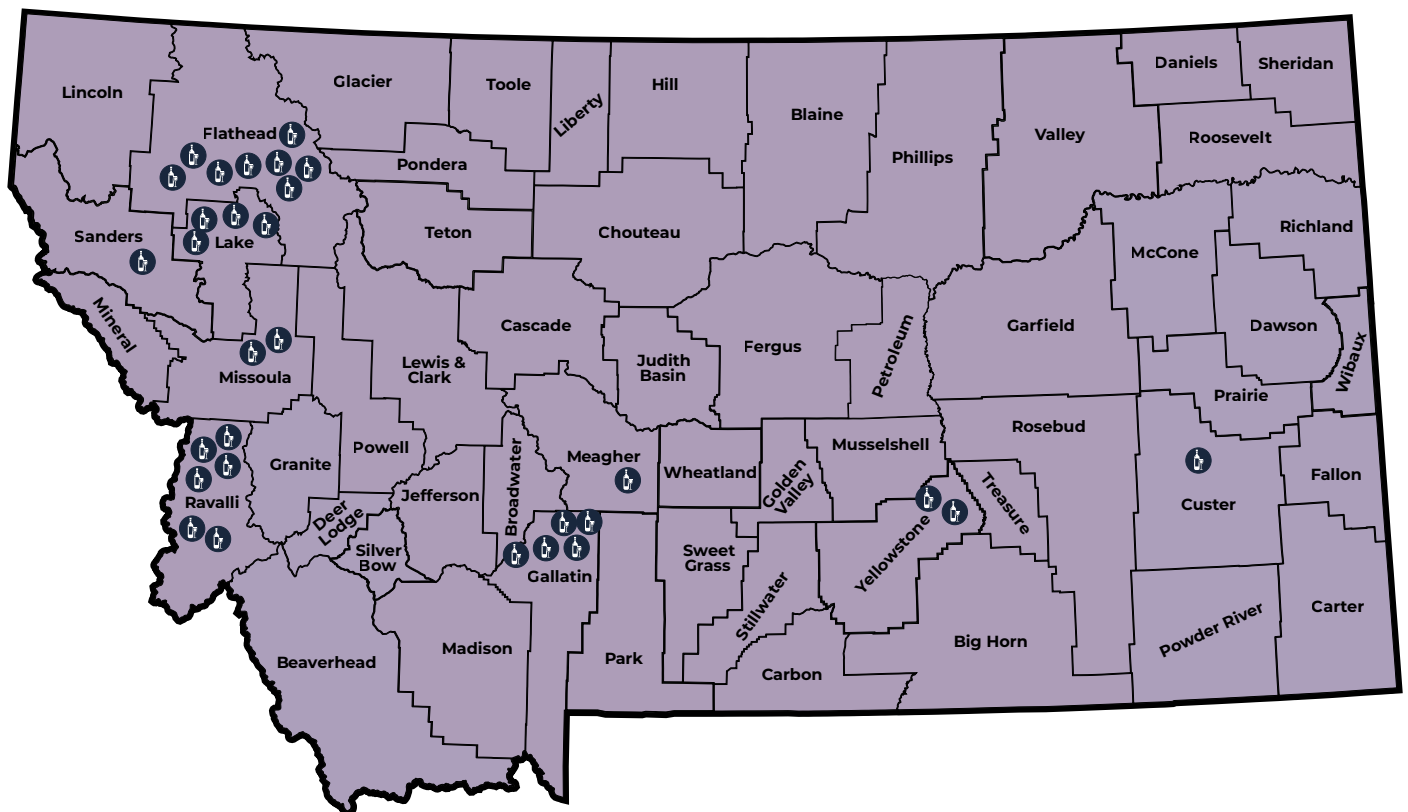 Lincoln
Glacier
Toole
Liberty
Hill
Blaine
Phillips
Valley
Daniels
Sheridan
Roosevelt
Flathead
Pondera
Sanders
Lake
Teton
Chouteau
McCone
Richland
Mineral
Missoula
Lewis &
Clark
Cascade
Judith
Basin
Fergus
Petroleum
Garfield
Dawson
Wibaux
Prairie
Ravalli
Granite
Powell
Deer
Lodge
Jefferson
Silver
Bow
Broadwater
Meagher
Wheatland
Golden
Valley
Musselshell
Treasure
Rosebud
Custer
Fallon
Gallatin
Sweet
Grass
Stillwater
Yellowstone
Beaverhead
Madison
Park
Carbon
Big Horn
Powder River
Carter